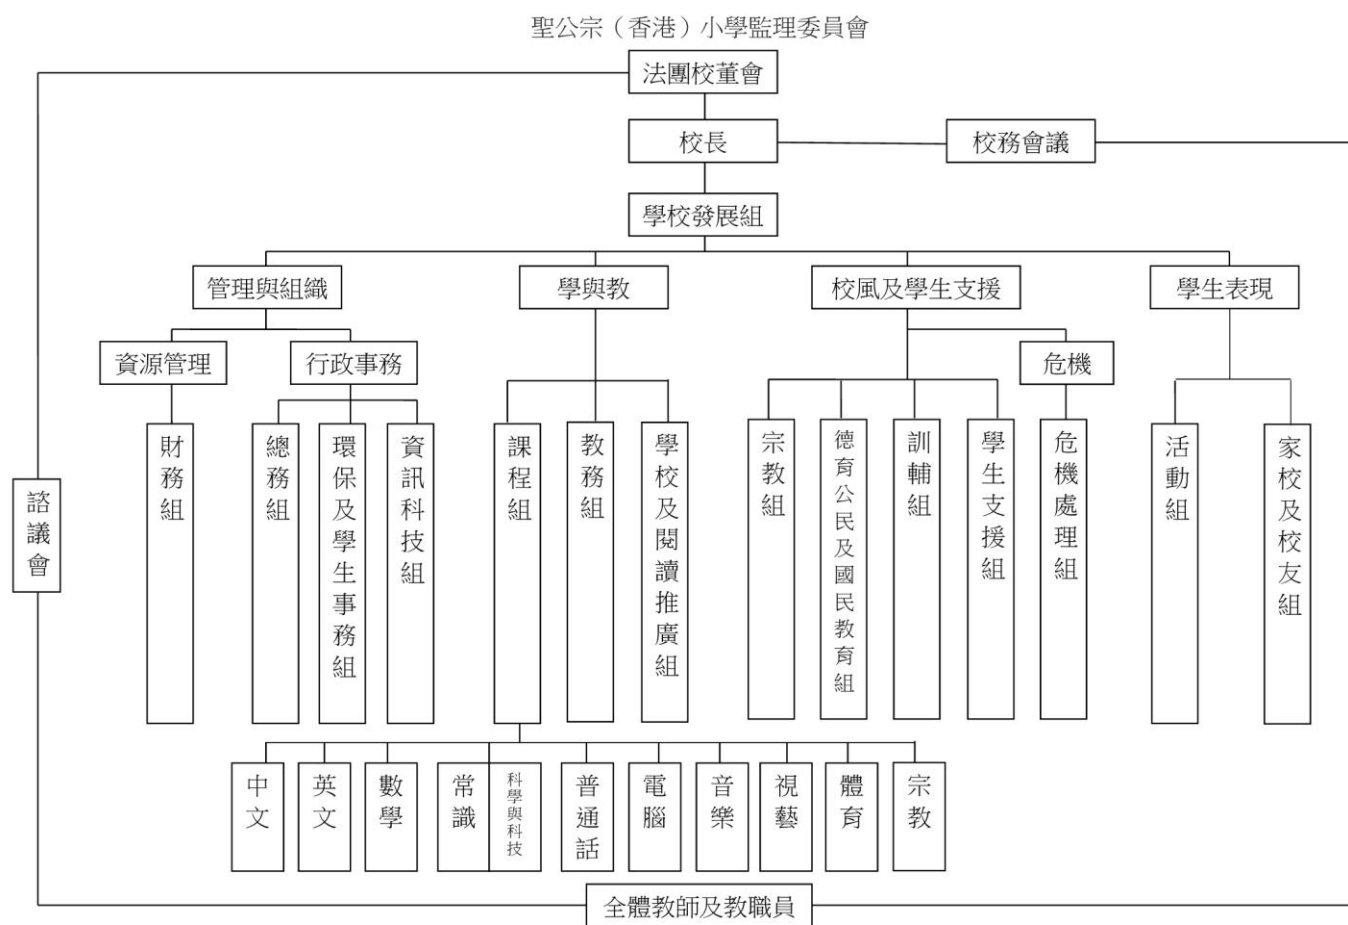 聖公宗（香港）小學監理委員會
法團校董會
校長
校務會議
學校發展組
管理與組織
學與教
校風及學生支援
學生表現
資源管理
行政事務
危機
財務組
總務組
環保及學生事務組
資訊科技組
課程組
教務組
學校及閱讀推廣組
宗教組
德育公民及國民教育組
訓輔組
學生支援組
危機處理組
活動組
家校及校友組
諮議會
中文
英文
數學
常識
科學與科技
普通話
電腦
音樂
視藝
體育
宗教
全體教師及教職員